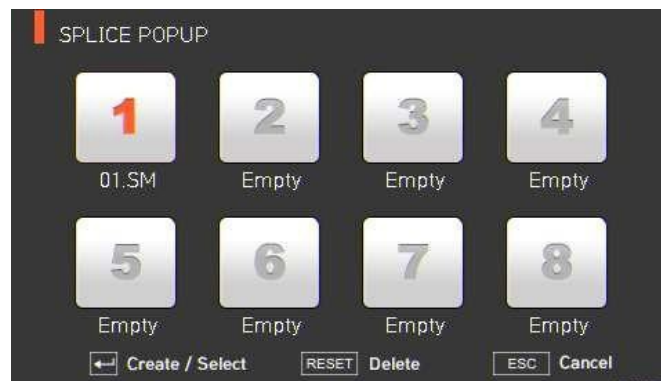 SPLICE POPUP
1 2 3 4
01.SM Empty Empty Empty
5 6 7 8
Empty Empty Empty Empty
Create / Select RESET Delete ESC Cancel